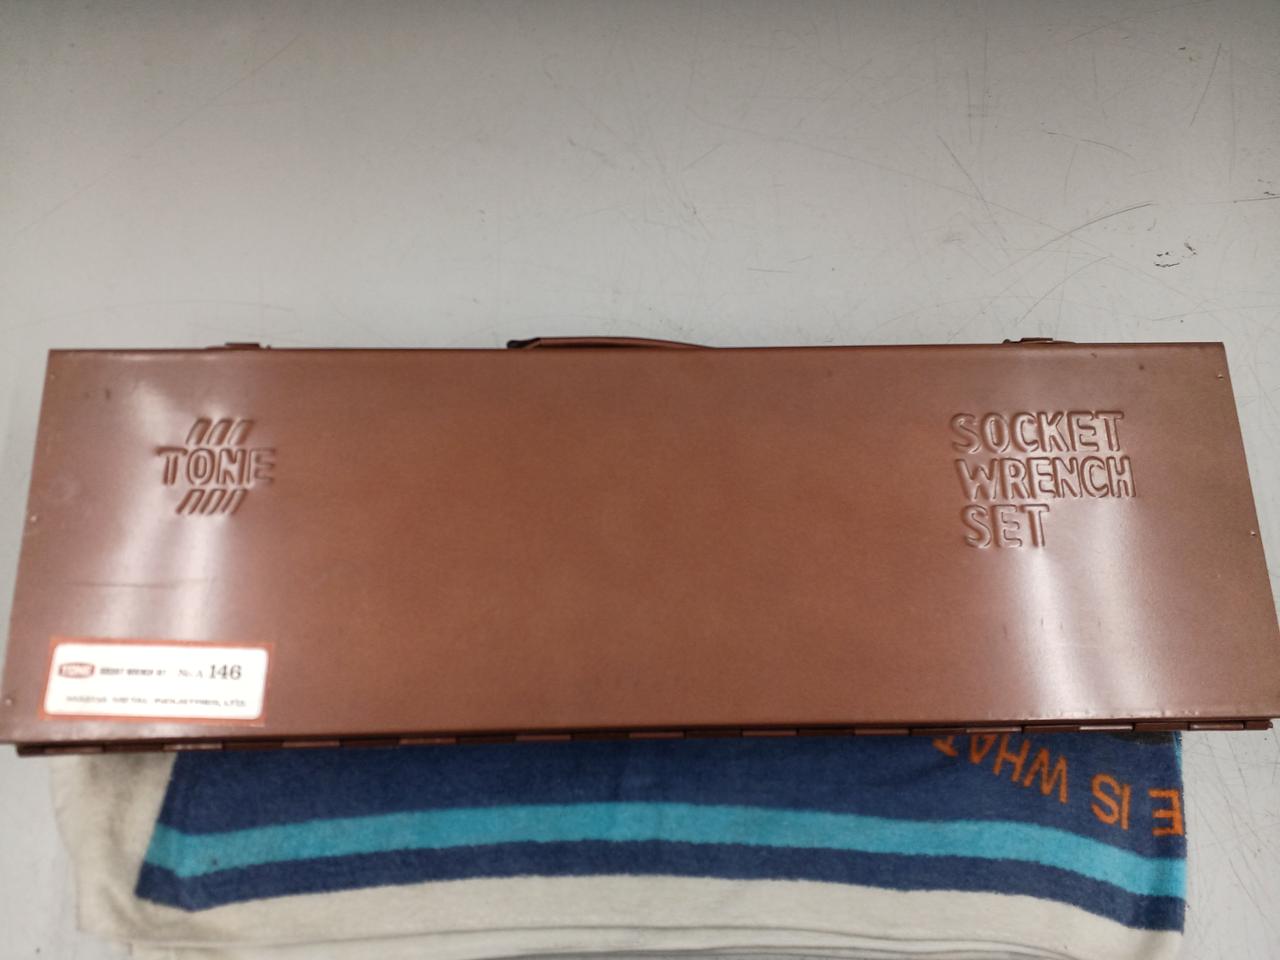 TONE
SOCKET
WRENCH
SET
TONE SOCKET WRENCH SET No.A 146
METAL INDUSTRIES, LTD.
E IS WHAT